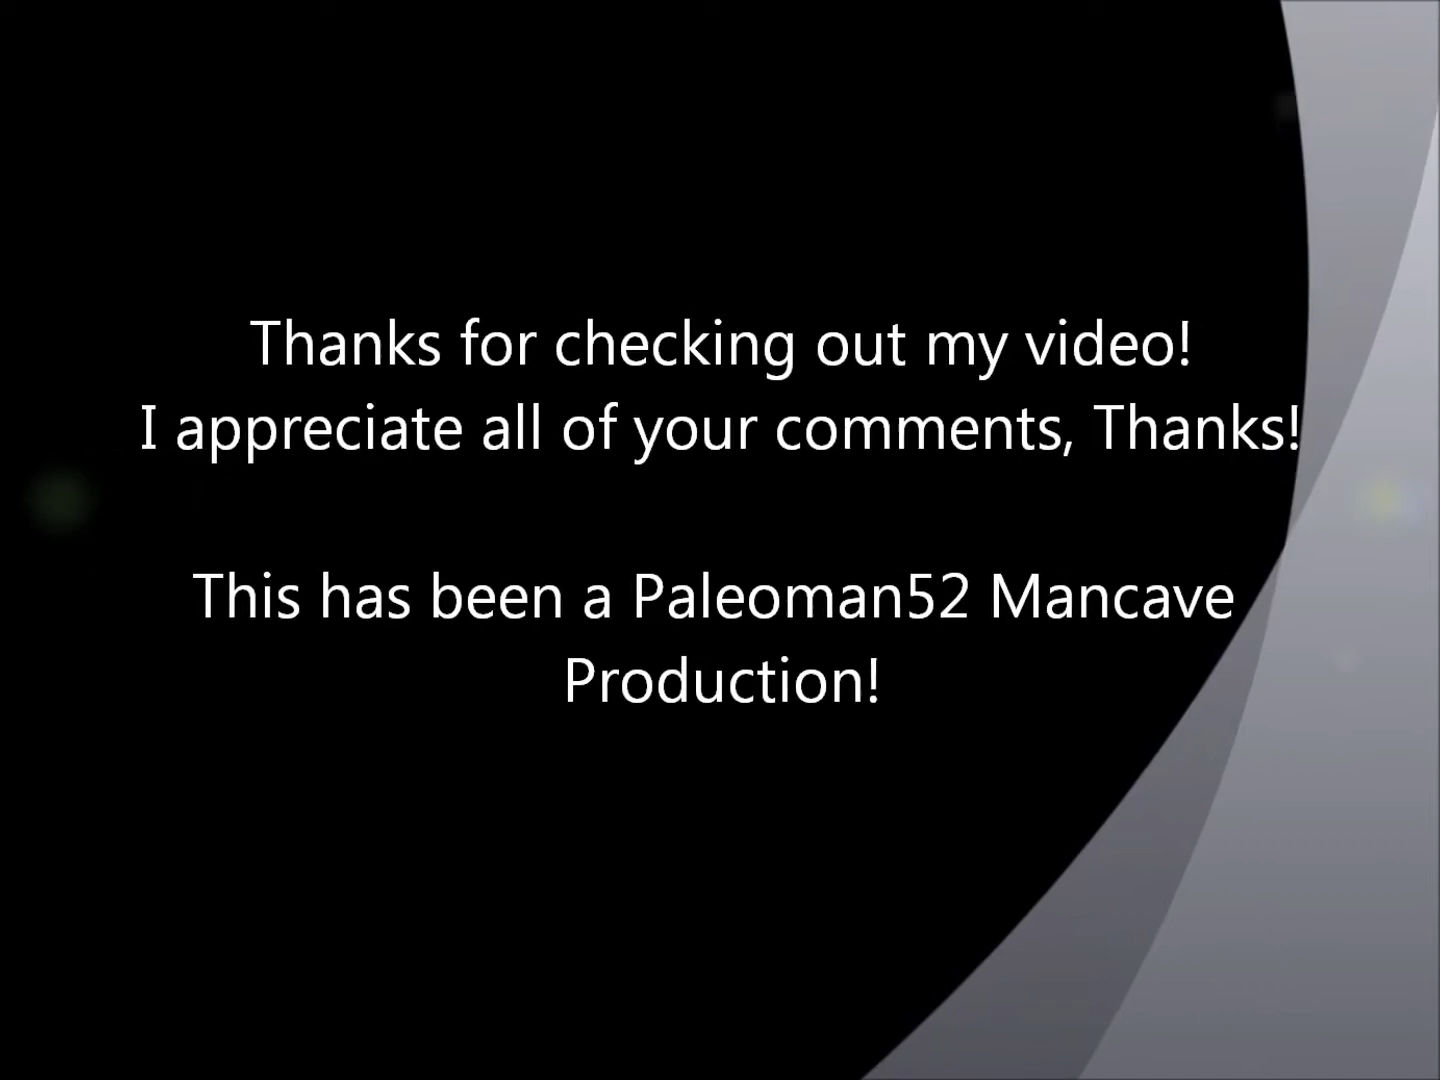 Thanks for checking out my video!
I appreciate all of your comments, Thanks!
This has been a Paleoman52 Mancave
Production!